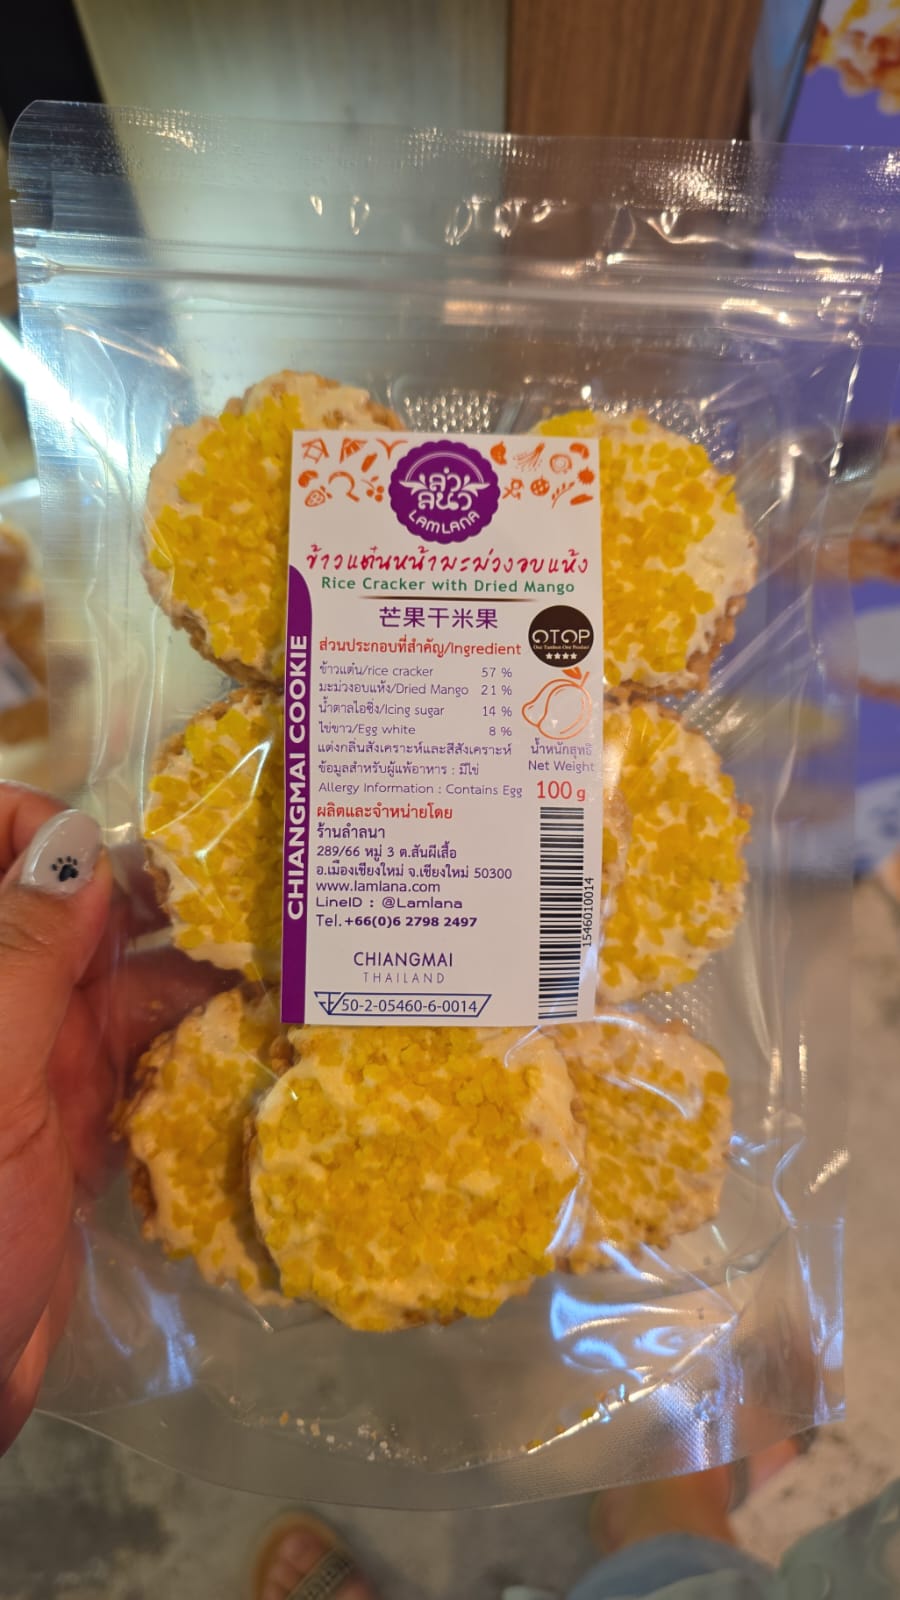 ลำ
ลนา
LAMLANA
ข้าวแต๋นหน้ามะม่วงอบแห้ง
Rice Cracker with Dried Mango
芒果干米果
OTOP
One Tambon One Product
★★★★
ส่วนประกอบที่สำคัญ/Ingredient
ข้าวแต๋น/rice cracker 57 %
มะม่วงอบแห้ง/Dried Mango 21 %
น้ำตาลไอซิ่ง/Icing sugar 14 %
ไข่ขาว/Egg white 8 %
แต่งกลิ่นสังเคราะห์และสีสังเคราะห์
ข้อมูลสำหรับผู้แพ้อาหาร : มีไข่
Allergy Information : Contains Egg
น้ำหนักสุทธิ
Net Weight
100 g
ผลิตและจำหน่ายโดย
ร้านลำลนา
289/66 หมู่ 3 ต.สันผีเสื้อ
อ.เมืองเชียงใหม่ จ.เชียงใหม่ 50300
www.lamlana.com
LineID : @Lamlana
Tel.+66(0)6 2798 2497
CHIANGMAI
THAILAND
50-2-05460-6-0014
CHIANGMAI COOKIE
1546010014